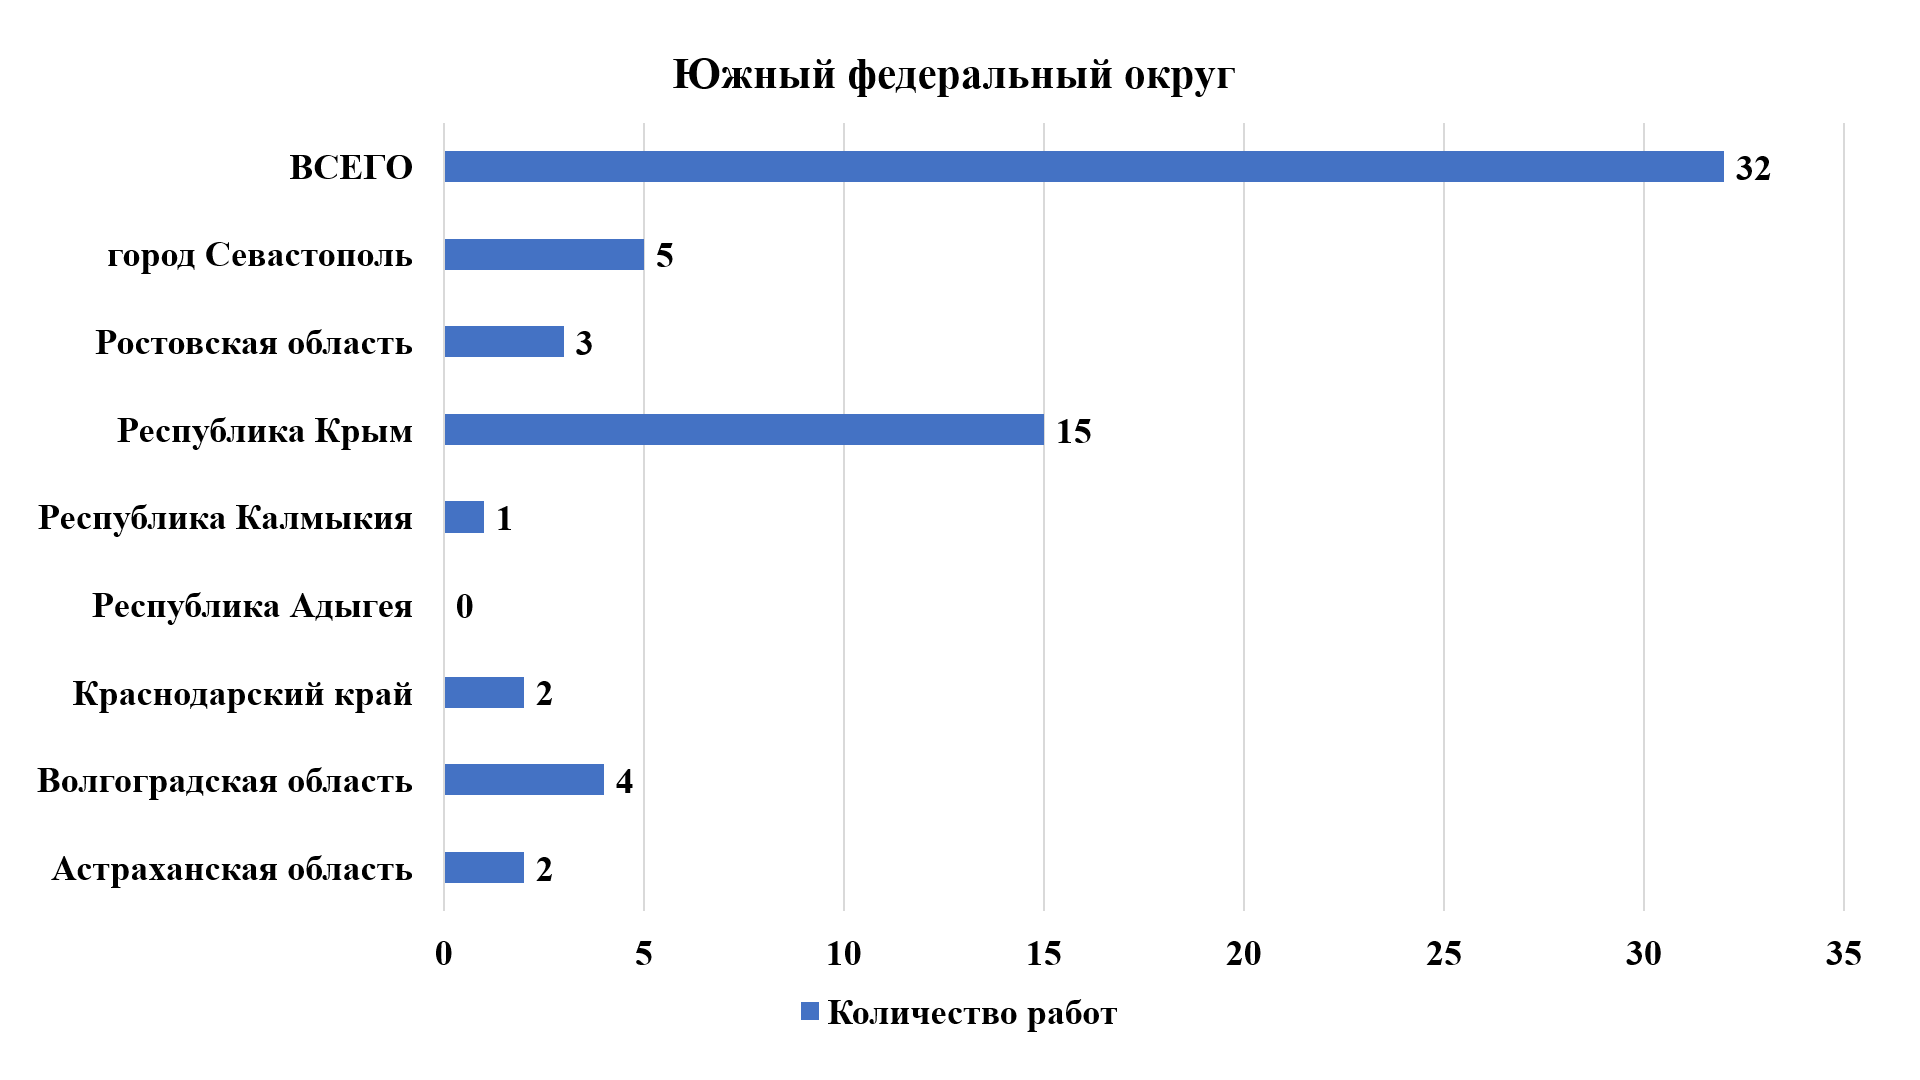 Южный федеральный округ
ВСЕГО 32
город Севастополь 5
Ростовская область 3
Республика Крым 15
Республика Калмыкия 1
Республика Адыгея 0
Краснодарский край 2
Волгоградская область 4
Астраханская область 2
0 5 10 15 20 25 30 35
Количество работ